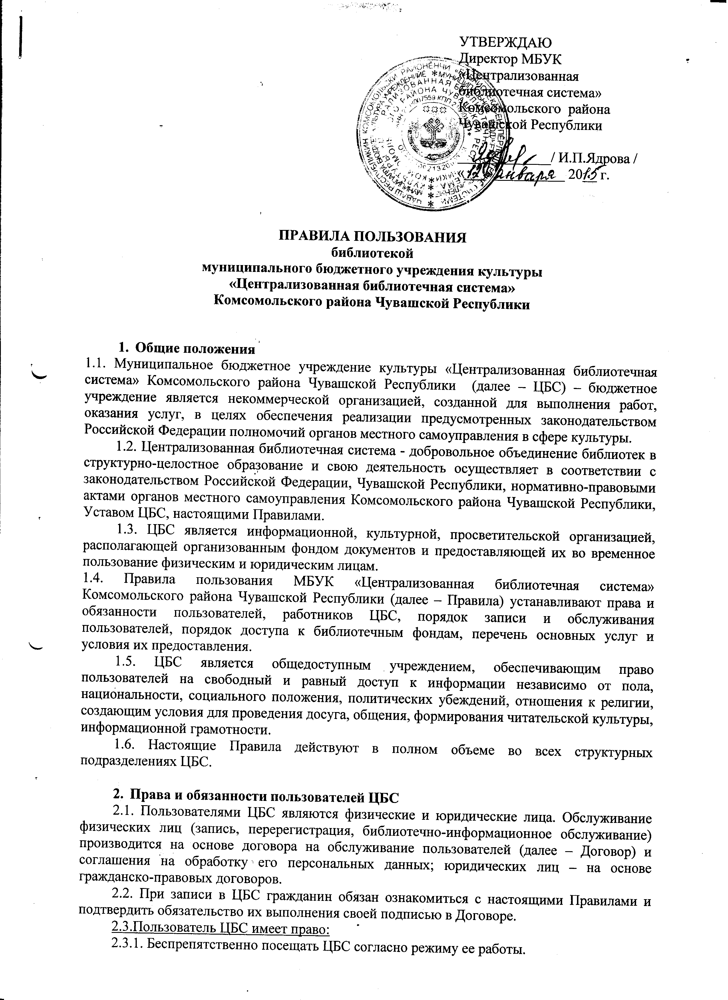 УТВЕРЖДАЮ
Директор МБУК
«Централизованная
библиотечная система»
Комсомольского района
Чувашской Республики
/ И.П.Ядрова /
«12» января 2015 г.
ПРАВИЛА ПОЛЬЗОВАНИЯ
библиотекой
муниципального бюджетного учреждения культуры
«Централизованная библиотечная система»
Комсомольского района Чувашской Республики
1. Общие положения
1.1. Муниципальное бюджетное учреждение культуры «Централизованная библиотечная
система» Комсомольского района Чувашской Республики (далее – ЦБС) – бюджетное
учреждение является некоммерческой организацией, созданной для выполнения работ,
оказания услуг, в целях обеспечения реализации предусмотренных законодательством
Российской Федерации полномочий органов местного самоуправления в сфере культуры.
1.2. Централизованная библиотечная система - добровольное объединение библиотек в
структурно-целостное образование и свою деятельность осуществляет в соответствии с
законодательством Российской Федерации, Чувашской Республики, нормативно-правовыми
актами органов местного самоуправления Комсомольского района Чувашской Республики,
Уставом ЦБС, настоящими Правилами.
1.3. ЦБС является информационной, культурной, просветительской организацией,
располагающей организованным фондом документов и предоставляющей их во временное
пользование физическим и юридическим лицам.
1.4. Правила пользования МБУК «Централизованная библиотечная система»
Комсомольского района Чувашской Республики (далее – Правила) устанавливают права и
обязанности пользователей, работников ЦБС, порядок записи и обслуживания
пользователей, порядок доступа к библиотечным фондам, перечень основных услуг и
условия их предоставления.
1.5. ЦБС является общедоступным учреждением, обеспечивающим право
пользователей на свободный и равный доступ к информации независимо от пола,
национальности, социального положения, политических убеждений, отношения к религии,
создающим условия для проведения досуга, общения, формирования читательской культуры,
информационной грамотности.
1.6. Настоящие Правила действуют в полном объеме во всех структурных
подразделениях ЦБС.
2. Права и обязанности пользователей ЦБС
2.1. Пользователями ЦБС являются физические и юридические лица. Обслуживание
физических лиц (запись, перерегистрация, библиотечно-информационное обслуживание)
производится на основе договора на обслуживание пользователей (далее – Договор) и
соглашения на обработку его персональных данных; юридических лиц – на основе
гражданско-правовых договоров.
2.2. При записи в ЦБС гражданин обязан ознакомиться с настоящими Правилами и
подтвердить обязательство их выполнения своей подписью в Договоре.
2.3.Пользователь ЦБС имеет право:
2.3.1. Беспрепятственно посещать ЦБС согласно режиму ее работы.